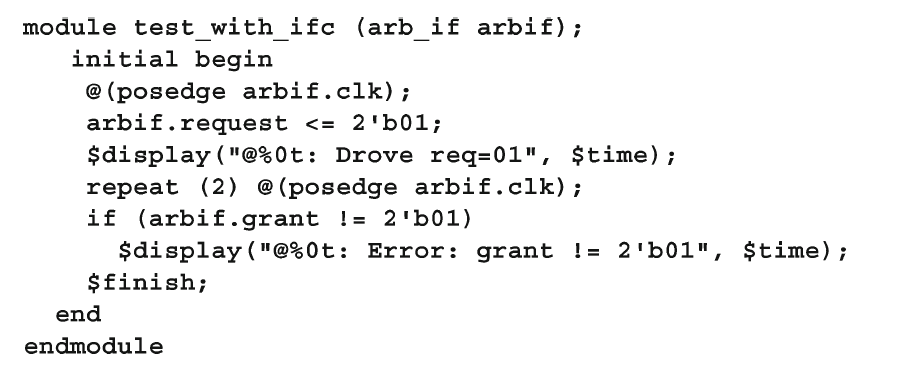 module test_with_ifc (arb_if arbif);
   initial begin
    @(posedge arbif.clk);
    arbif.request <= 2'b01;
    $display("@%0t: Drove req=01", $time);
    repeat (2) @(posedge arbif.clk);
    if (arbif.grant != 2'b01)
      $display("@%0t: Error: grant != 2'b01", $time);
    $finish;
  end
endmodule